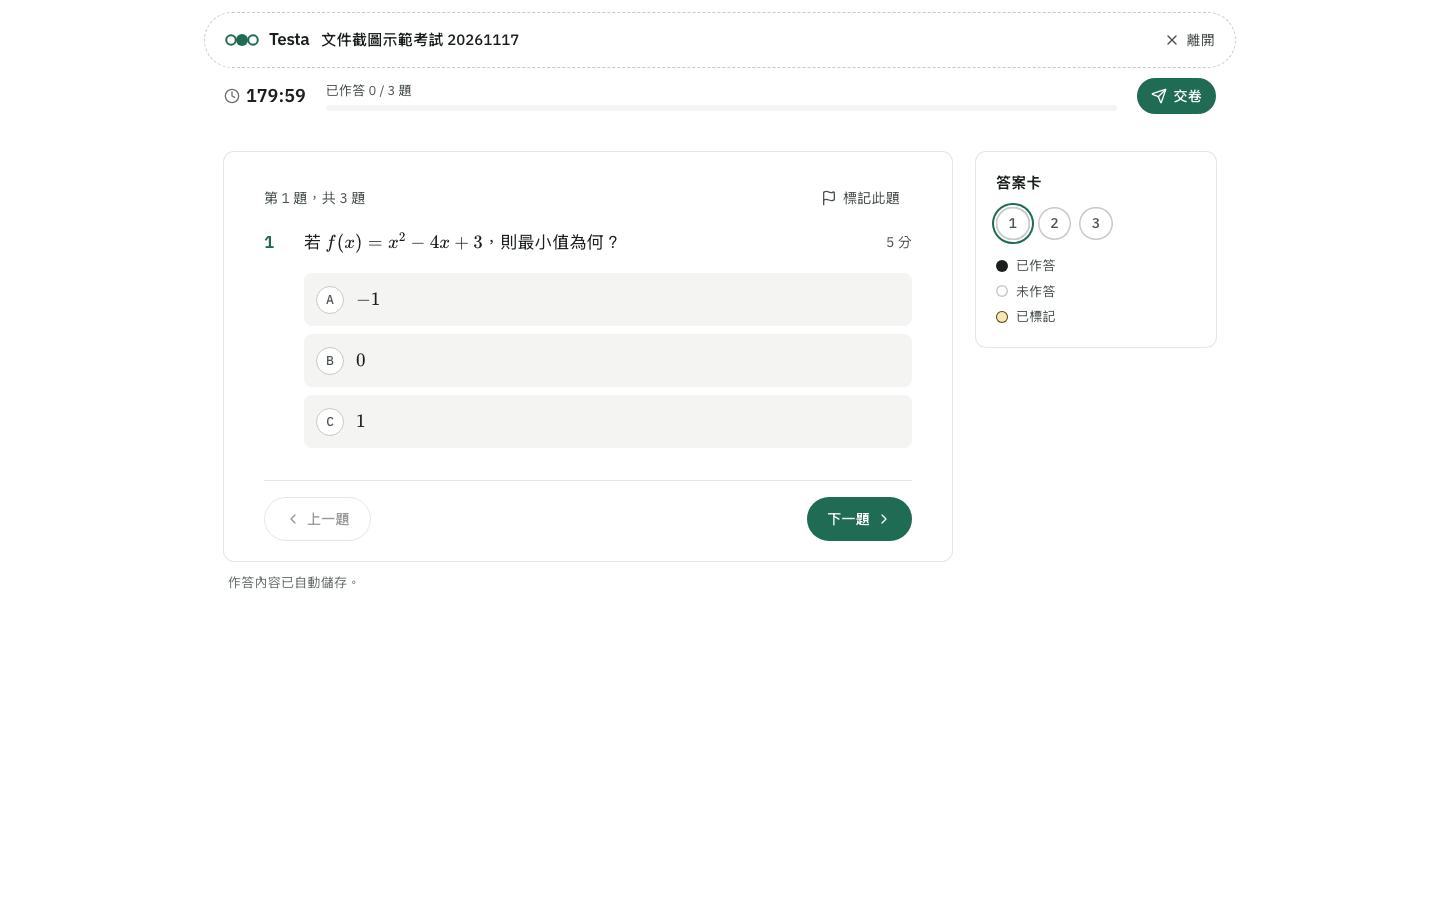 Testa 文件截圖示範考試 20261117
離開
179:59
已作答 0 / 3 題
交卷
第 1 題，共 3 題
標記此題
1 若 f(x) = x² − 4x + 3，則最小值為何？ 5 分
A −1
B 0
C 1
上一題
下一題
作答內容已自動儲存。
答案卡
1 2 3
已作答
未作答
已標記